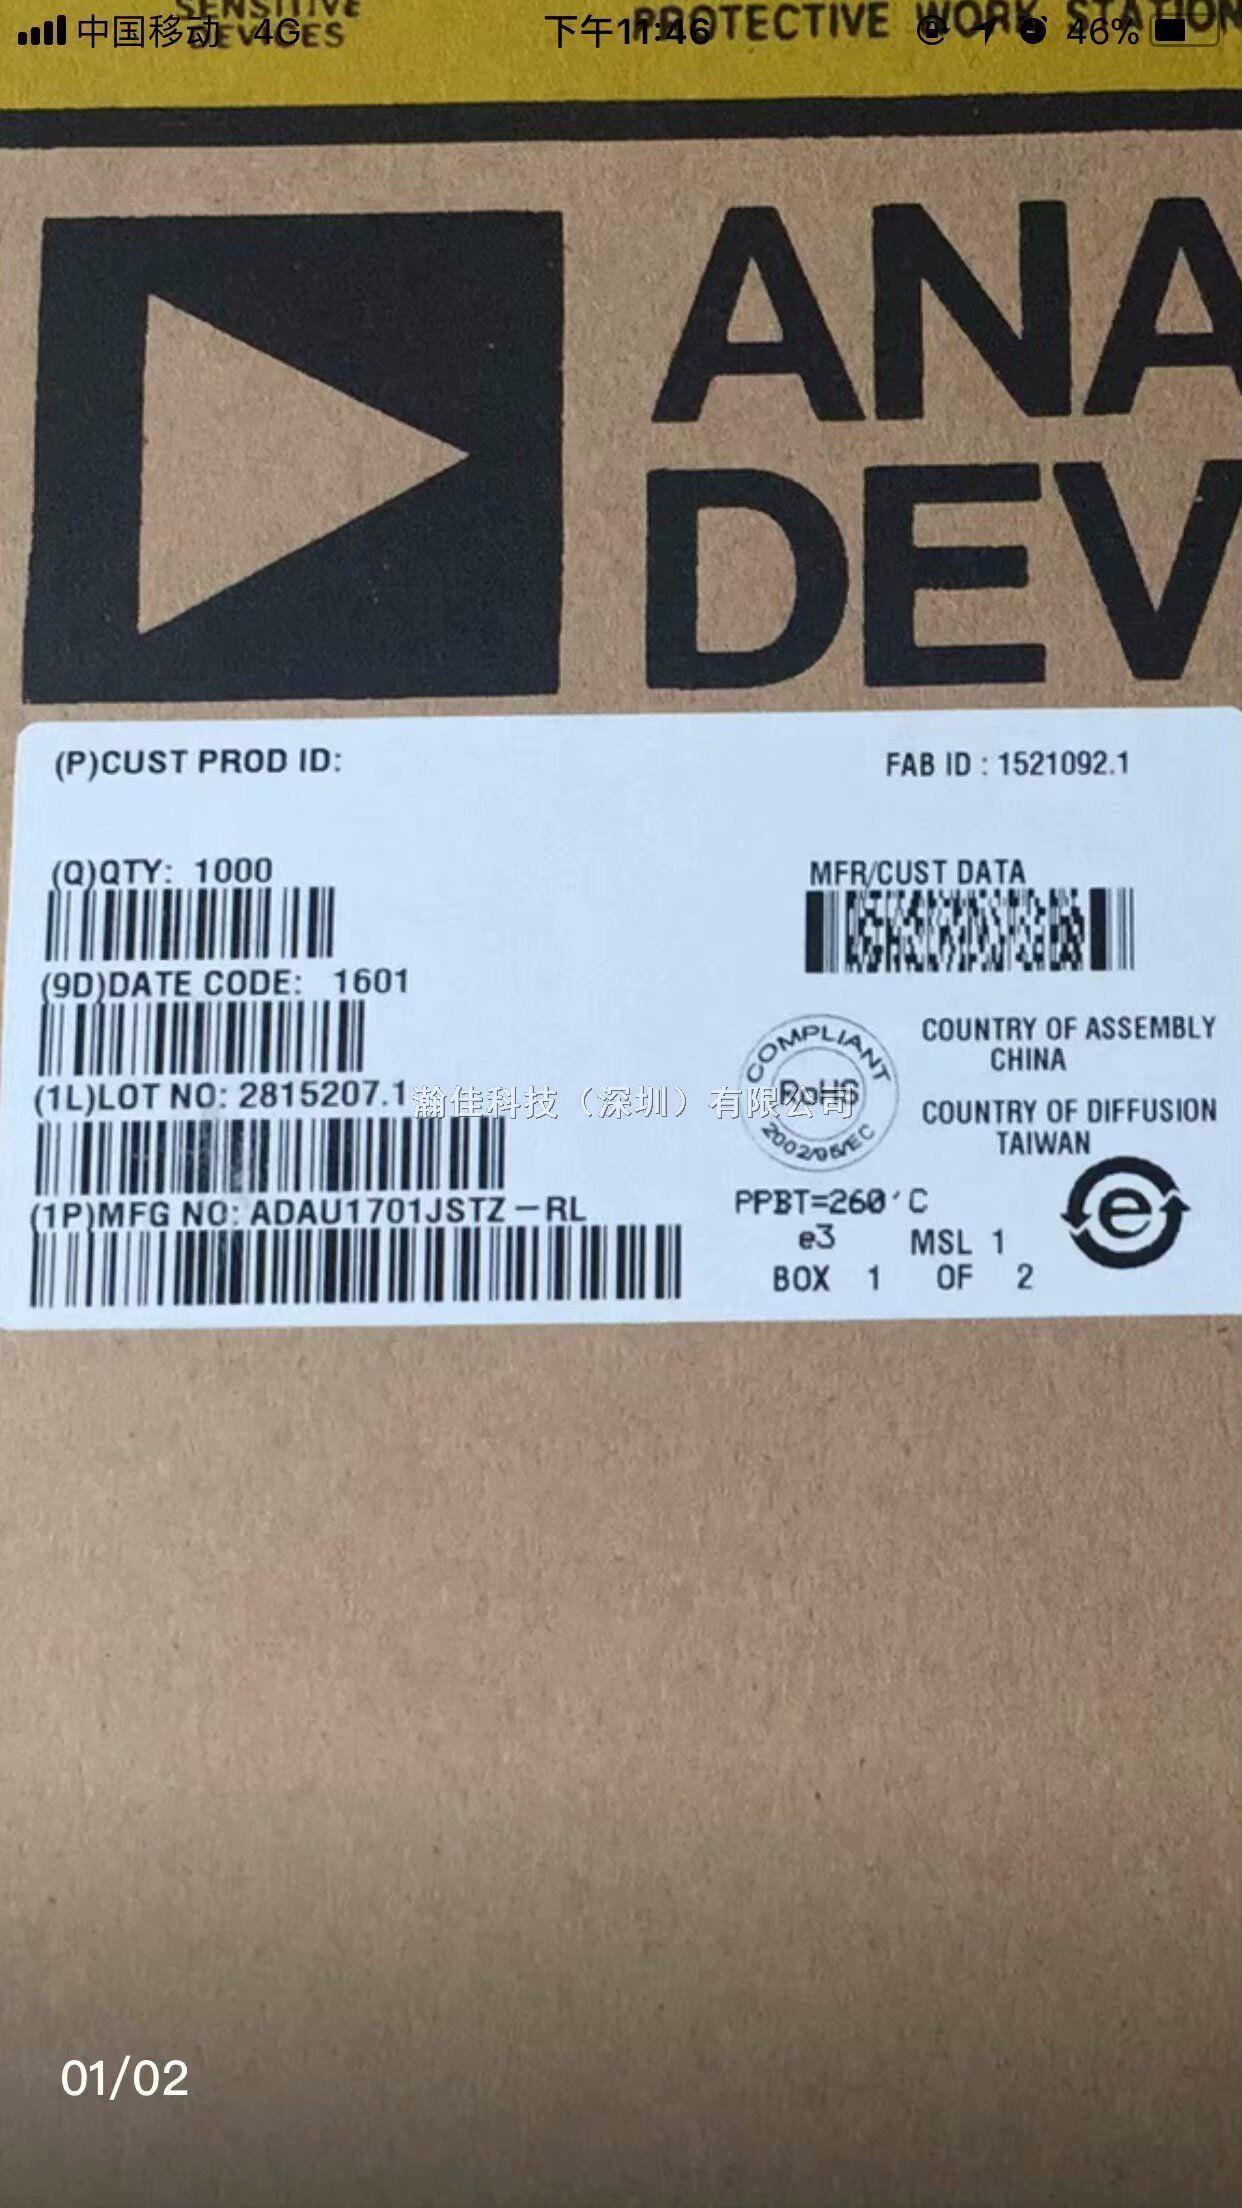 SENSITIVE
DEVICES
PROTECTIVE WORK STATION
中国移动 4G
下午11:46
46%
ANA
DEV
(P)CUST PROD ID:
FAB ID : 1521092.1
(Q)QTY: 1000
MFR/CUST DATA
(9D)DATE CODE: 1601
COUNTRY OF ASSEMBLY
CHINA
COMPLIANT
RoHS
2002/95/EC
(1L)LOT NO: 2815207.1
瀚佳科技（深圳）有限公司
COUNTRY OF DIFFUSION
TAIWAN
(1P)MFG NO: ADAU1701JSTZ-RL
PPBT=260'C
e3 MSL 1
BOX 1 OF 2
e
01/02